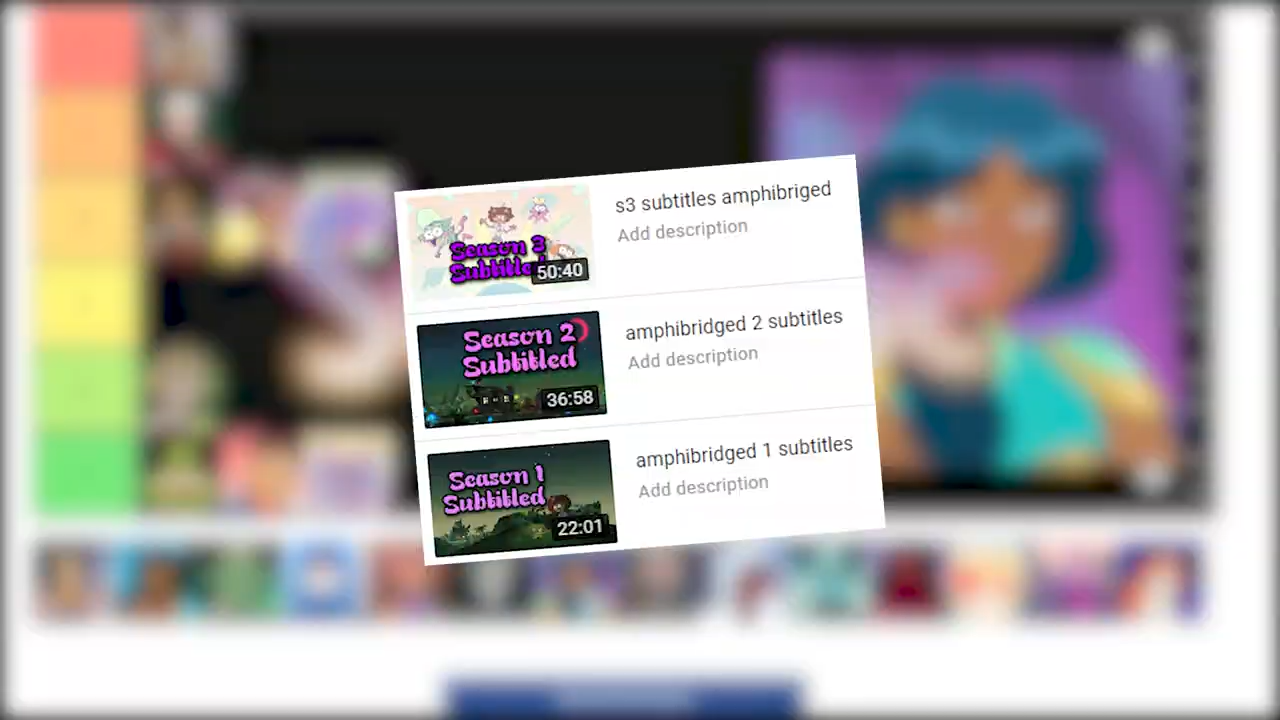 s3 subtitles amphibriged
Add description
Season 3
Subtitled
50:40
amphibridged 2 subtitles
Add description
Season 2
Subtitled
36:58
amphibridged 1 subtitles
Add description
Season 1
Subtitled
22:01